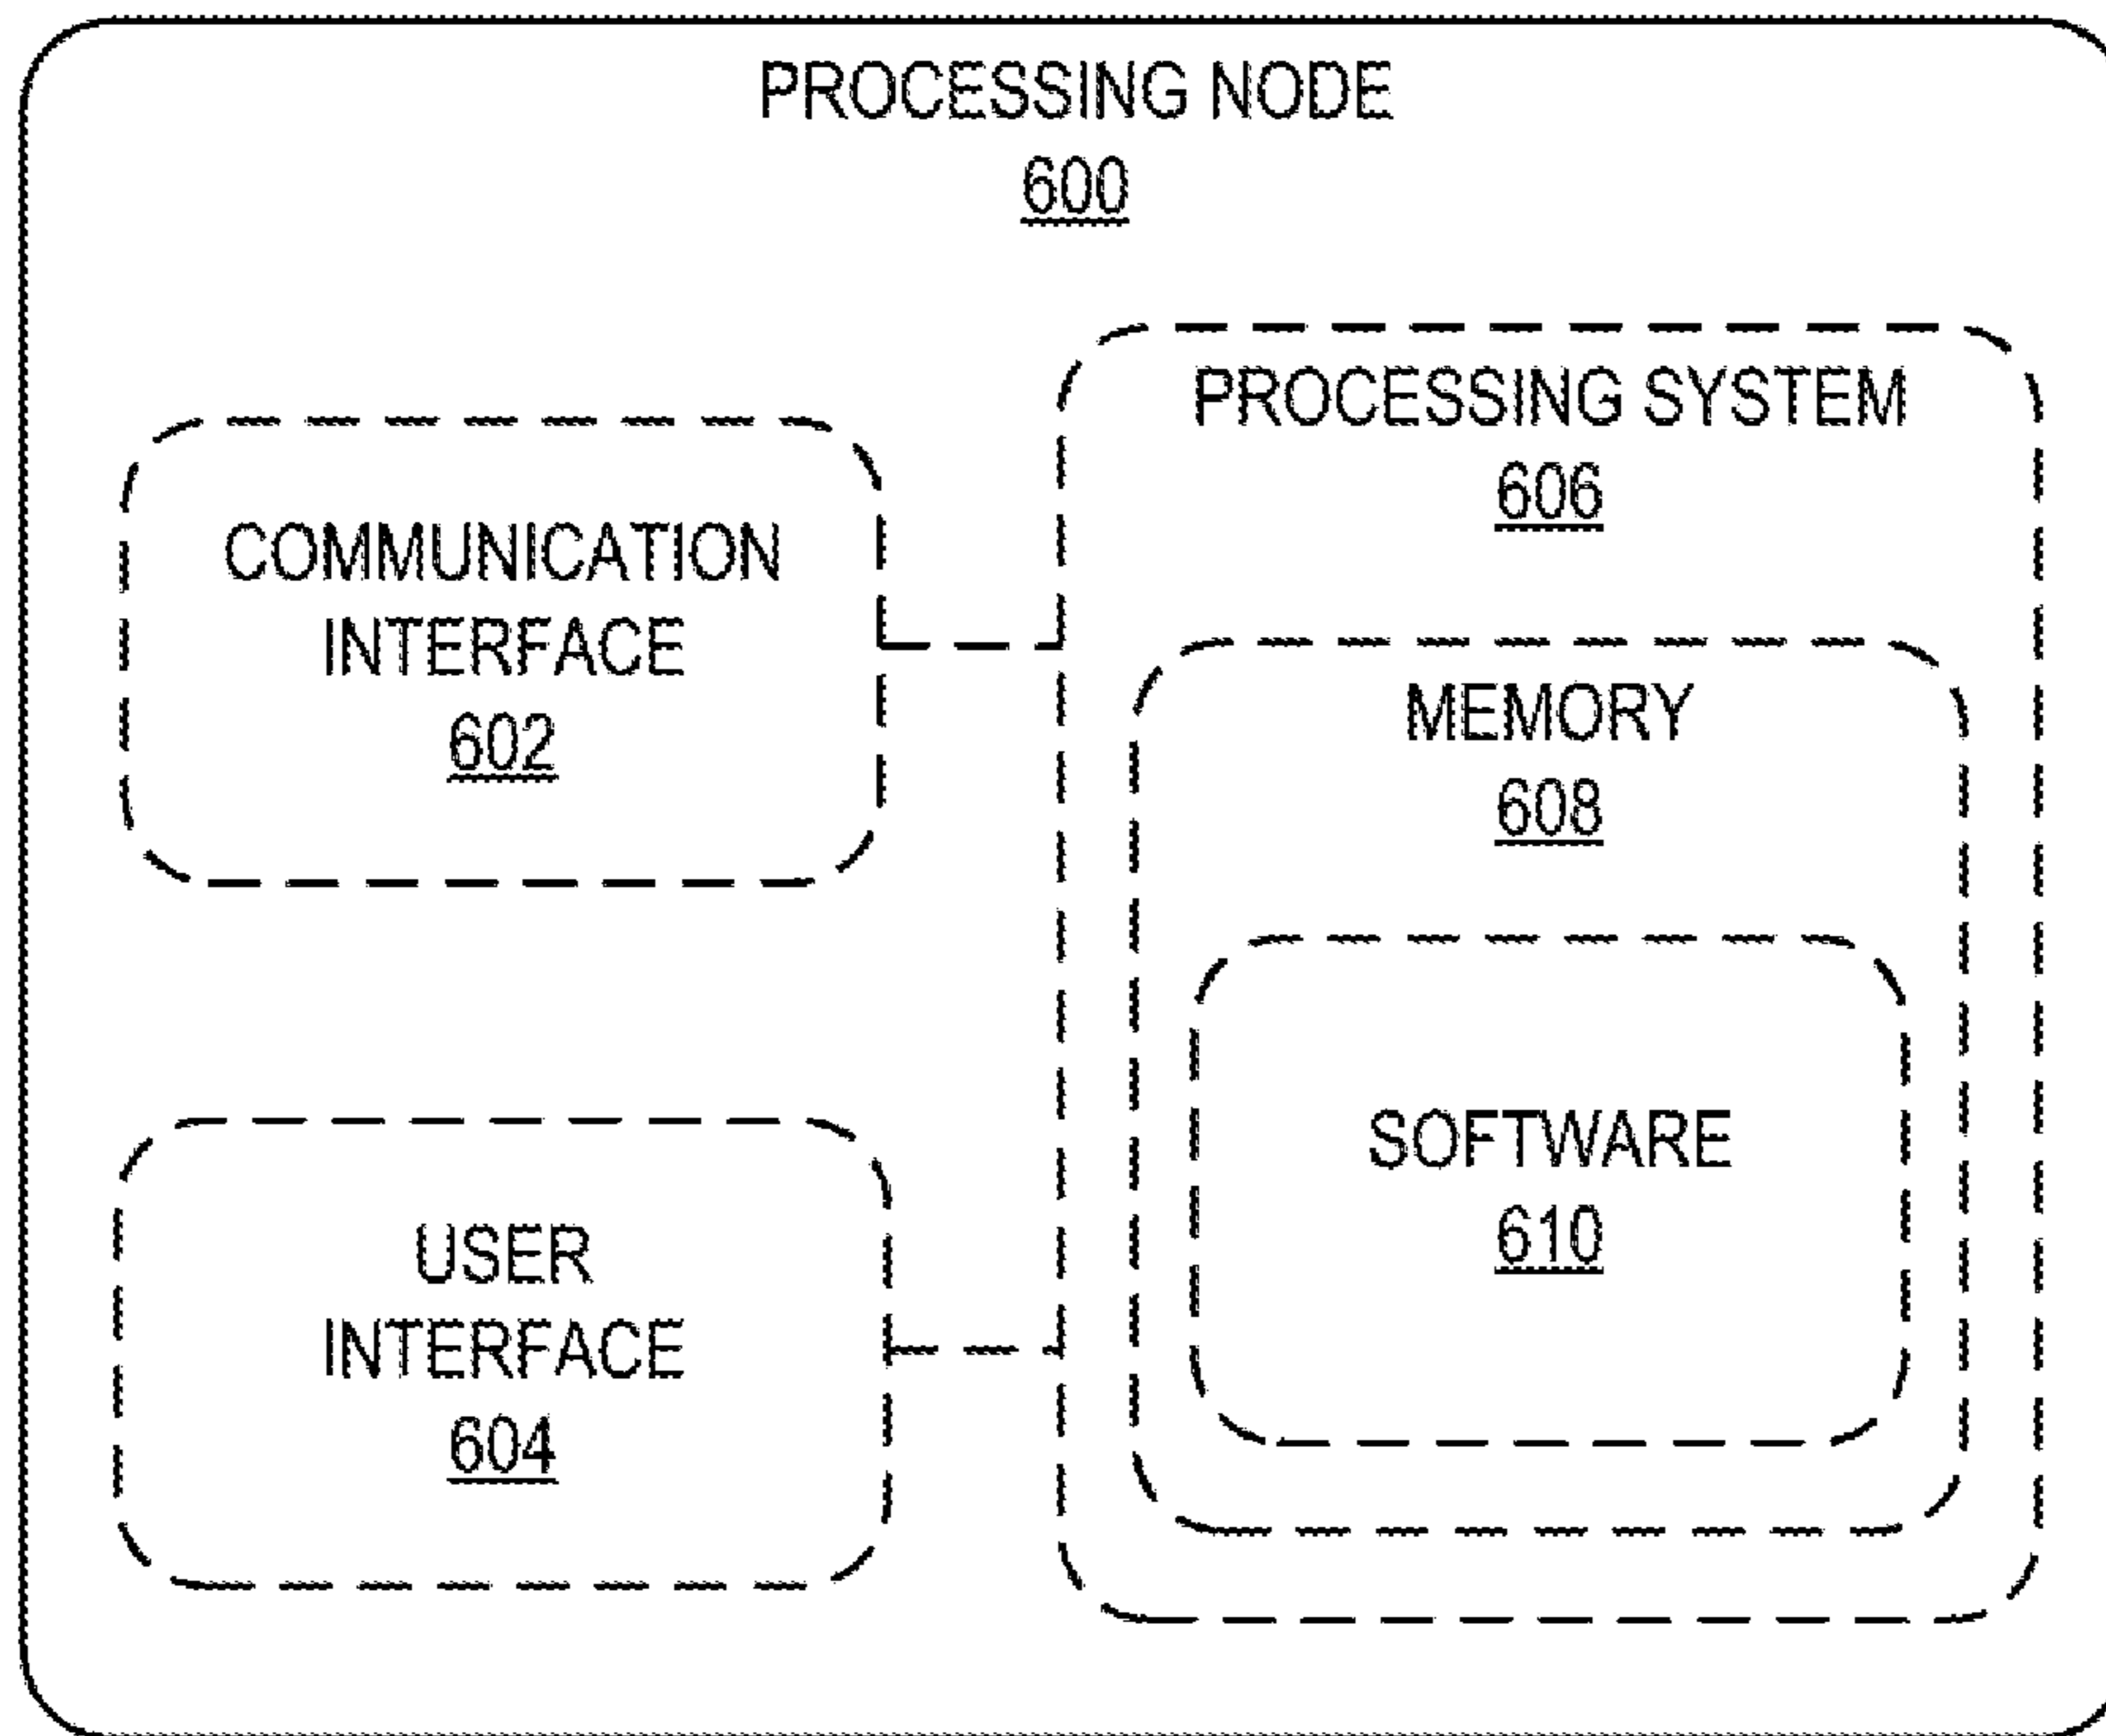 PROCESSING NODE
600
PROCESSING SYSTEM
606
COMMUNICATION
INTERFACE
602
MEMORY
608
SOFTWARE
610
USER
INTERFACE
604